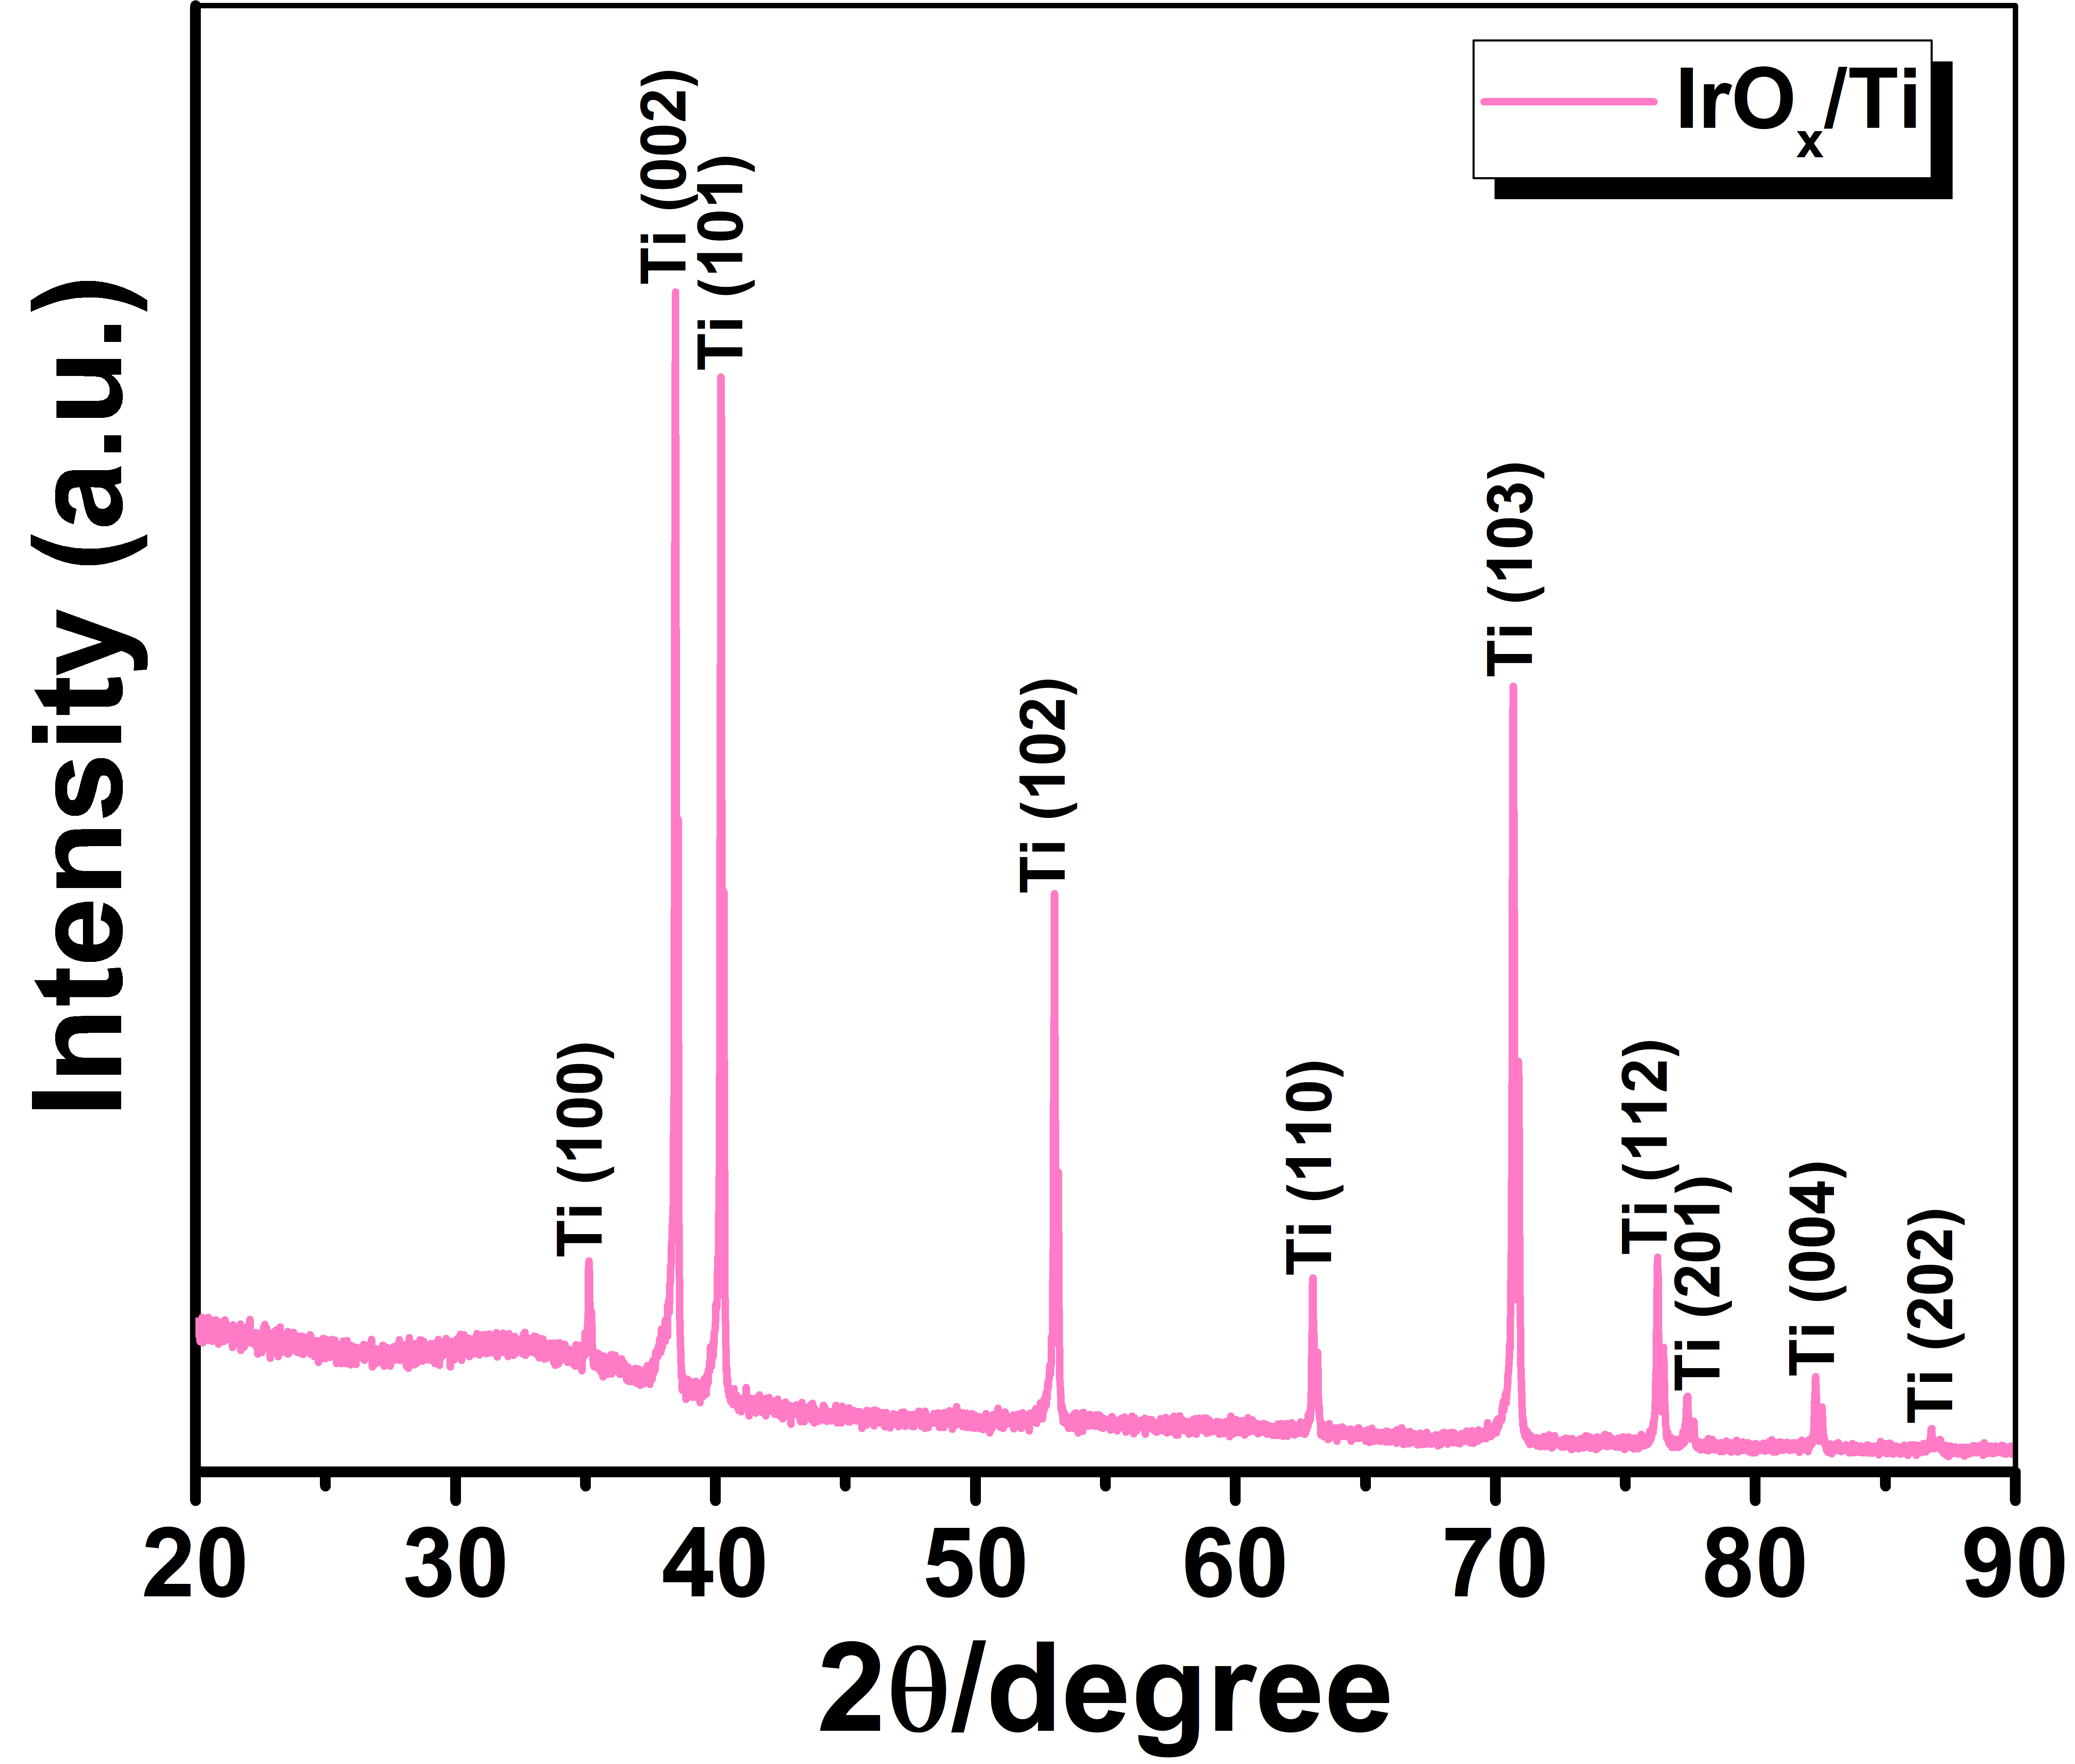 IrOx/Ti
Intensity (a.u.)
Ti (100)
Ti (002)
Ti (101)
Ti (102)
Ti (110)
Ti (103)
Ti (112)
Ti (201)
Ti (004)
Ti (202)
20 30 40 50 60 70 80 90
2θ/degree